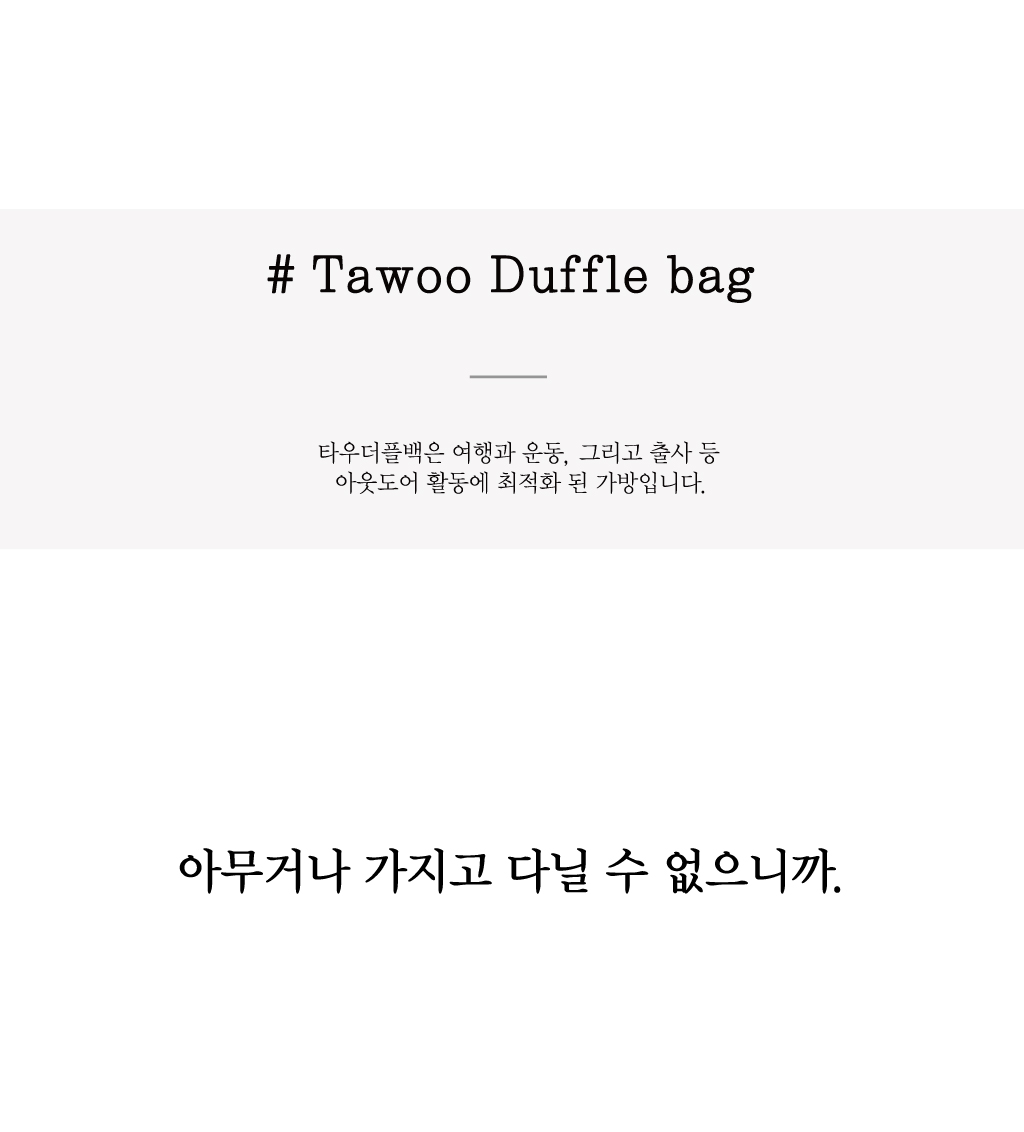 # Tawoo Duffle bag
타우더플백은 여행과 운동, 그리고 출사 등
아웃도어 활동에 최적화 된 가방입니다.
아무거나 가지고 다닐 수 없으니까.